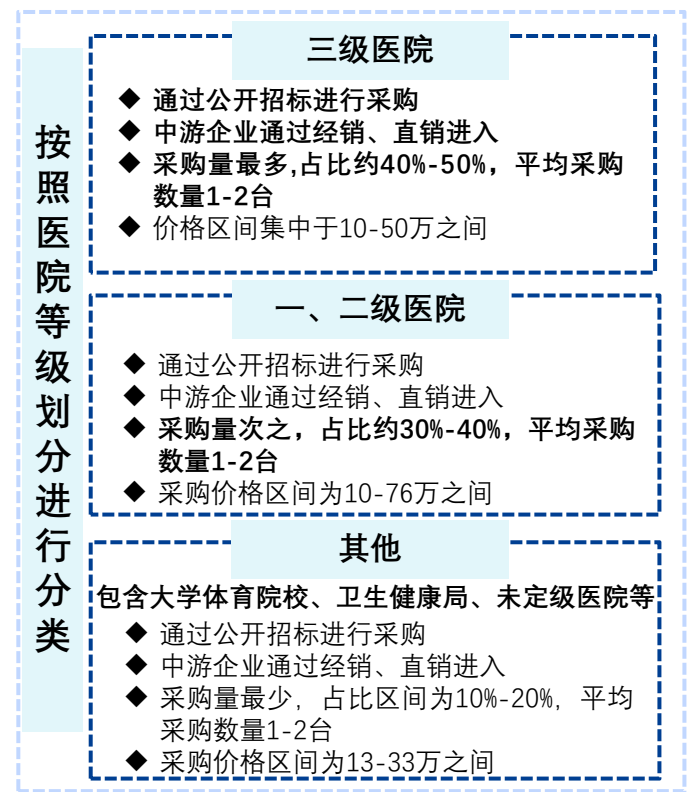 按照医院等级划分进行分类
三级医院
◆ 通过公开招标进行采购
◆ 中游企业通过经销、直销进入
◆ 采购量最多,占比约40%-50%，平均采购
数量1-2台
◆ 价格区间集中于10-50万之间
一、二级医院
◆ 通过公开招标进行采购
◆ 中游企业通过经销、直销进入
◆ 采购量次之，占比约30%-40%，平均采购
数量1-2台
◆ 采购价格区间为10-76万之间
其他
包含大学体育院校、卫生健康局、未定级医院等
◆ 通过公开招标进行采购
◆ 中游企业通过经销、直销进入
◆ 采购量最少，占比区间为10%-20%，平均
采购数量1-2台
◆ 采购价格区间为13-33万之间